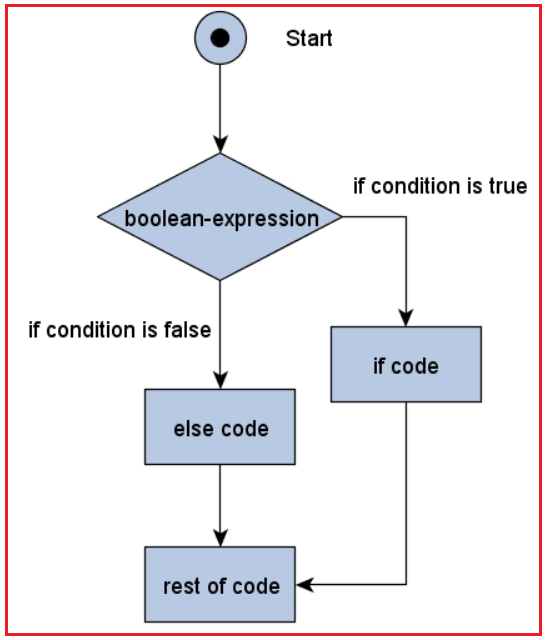 Start
if condition is true
boolean-expression
if condition is false
if code
else code
rest of code